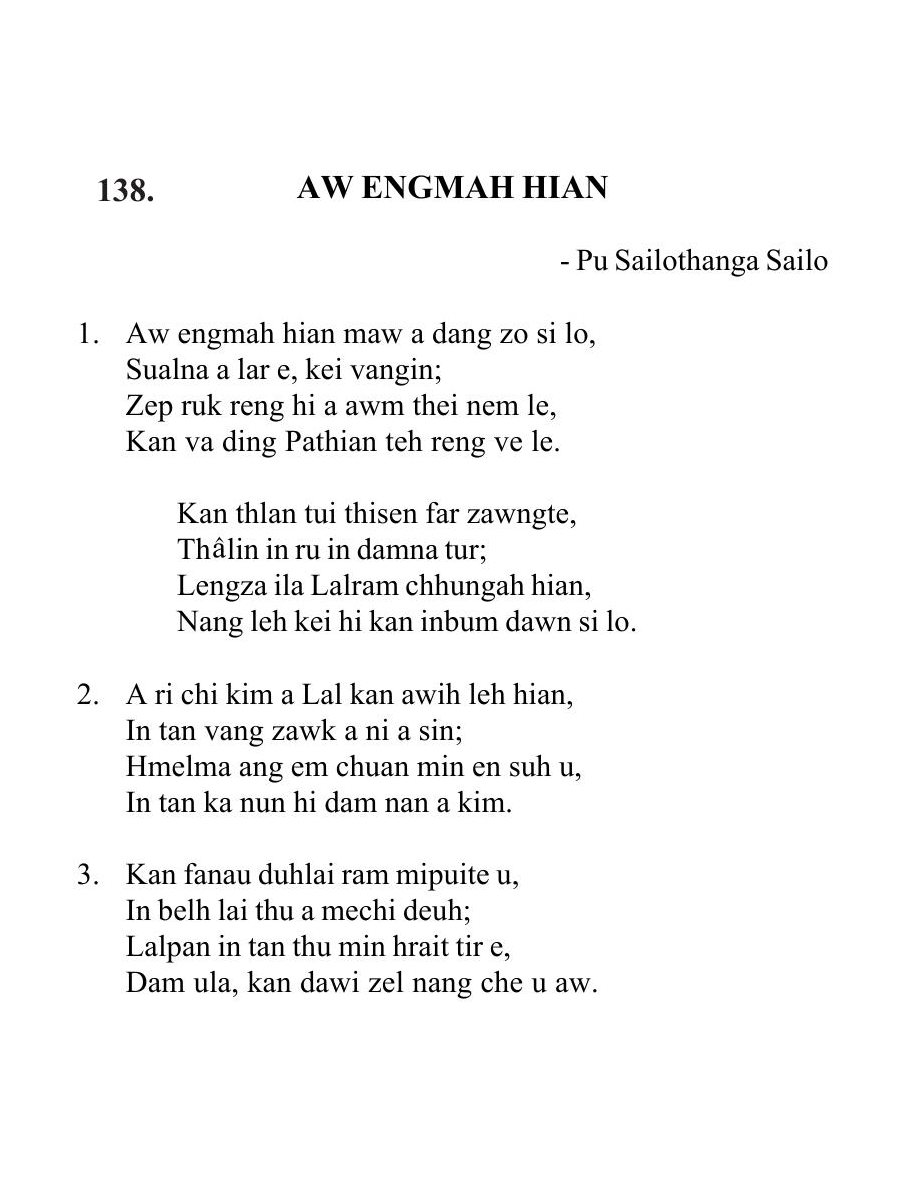 138. AW ENGMAH HIAN
- Pu Sailothanga Sailo
1. Aw engmah hian maw a dang zo si lo,
Sualna a lar e, kei vangin;
Zep ruk reng hi a awm thei nem le,
Kan va ding Pathian teh reng ve le.
Kan thlan tui thisen far zawngte,
Thâlin in ru in damna tur;
Lengza ila Lalram chhungah hian,
Nang leh kei hi kan inbum dawn si lo.
2. A ri chi kim a Lal kan awih leh hian,
In tan vang zawk a ni a sin;
Hmelma ang em chuan min en suh u,
In tan ka nun hi dam nan a kim.
3. Kan fanau duhlai ram mipuite u,
In belh lai thu a mechi deuh;
Lalpan in tan thu min hrait tir e,
Dam ula, kan dawi zel nang che u aw.